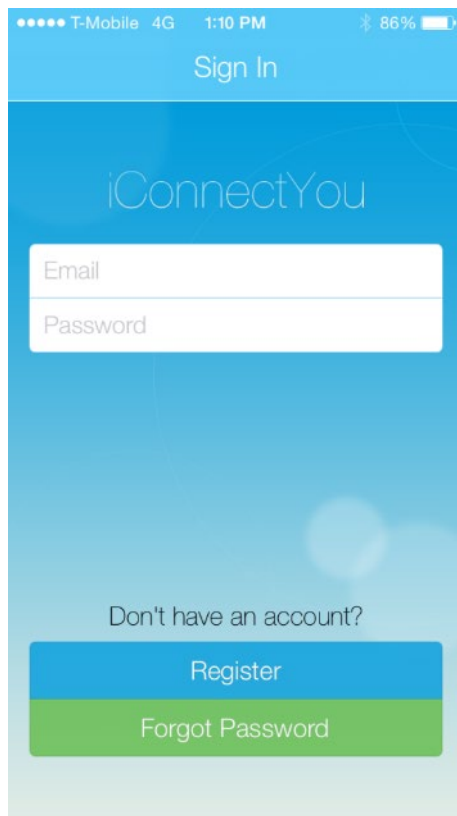 T-Mobile 4G 1:10 PM 86%
Sign In
iConnectYou
Email
Password
Don't have an account?
Register
Forgot Password